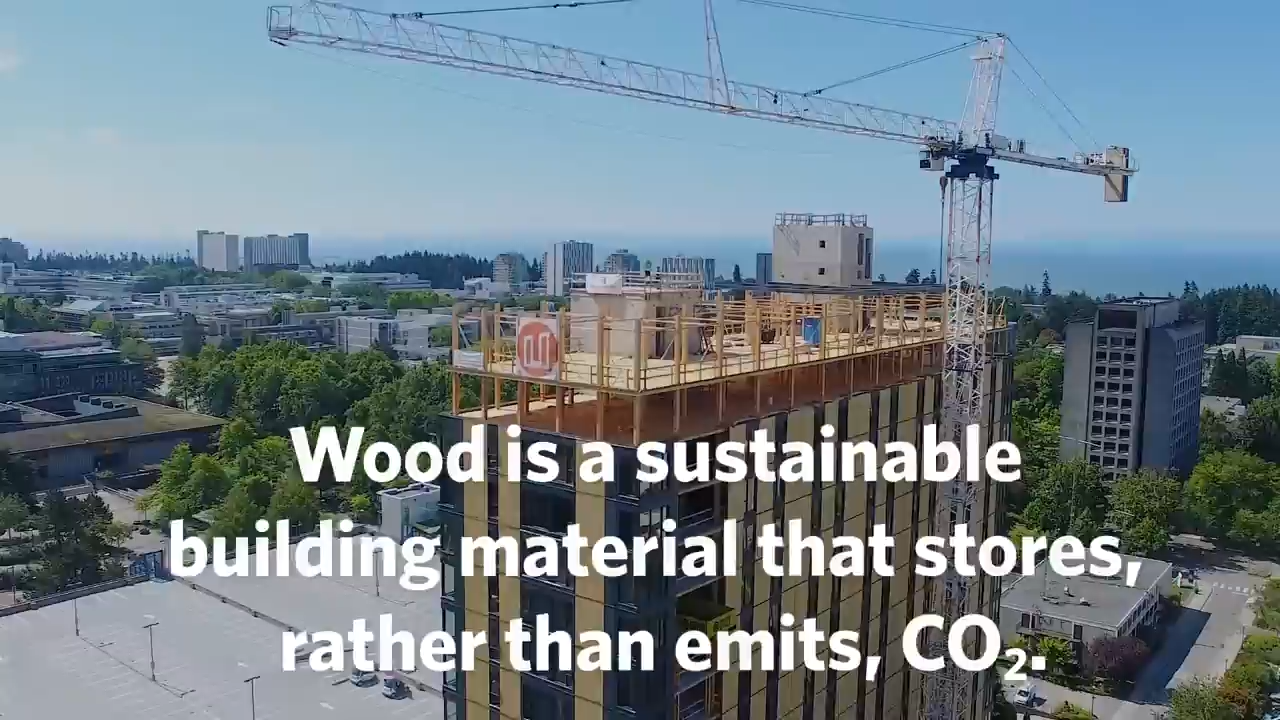 Wood is a sustainable
building material that stores,
rather than emits, CO₂.